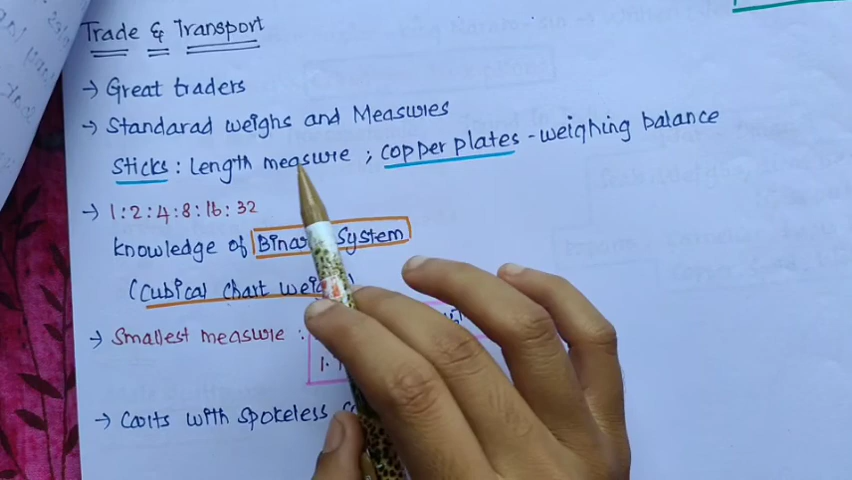 Trade & Transport
→ Great traders
→ Standarad weighs and Measures
Sticks : Length measure ; copper plates - weighing balance
→ 1 : 2 : 4 : 8 : 16 : 32
knowledge of System
(Cubical chart
→ Smallest measure :
→ Carts with spokeless